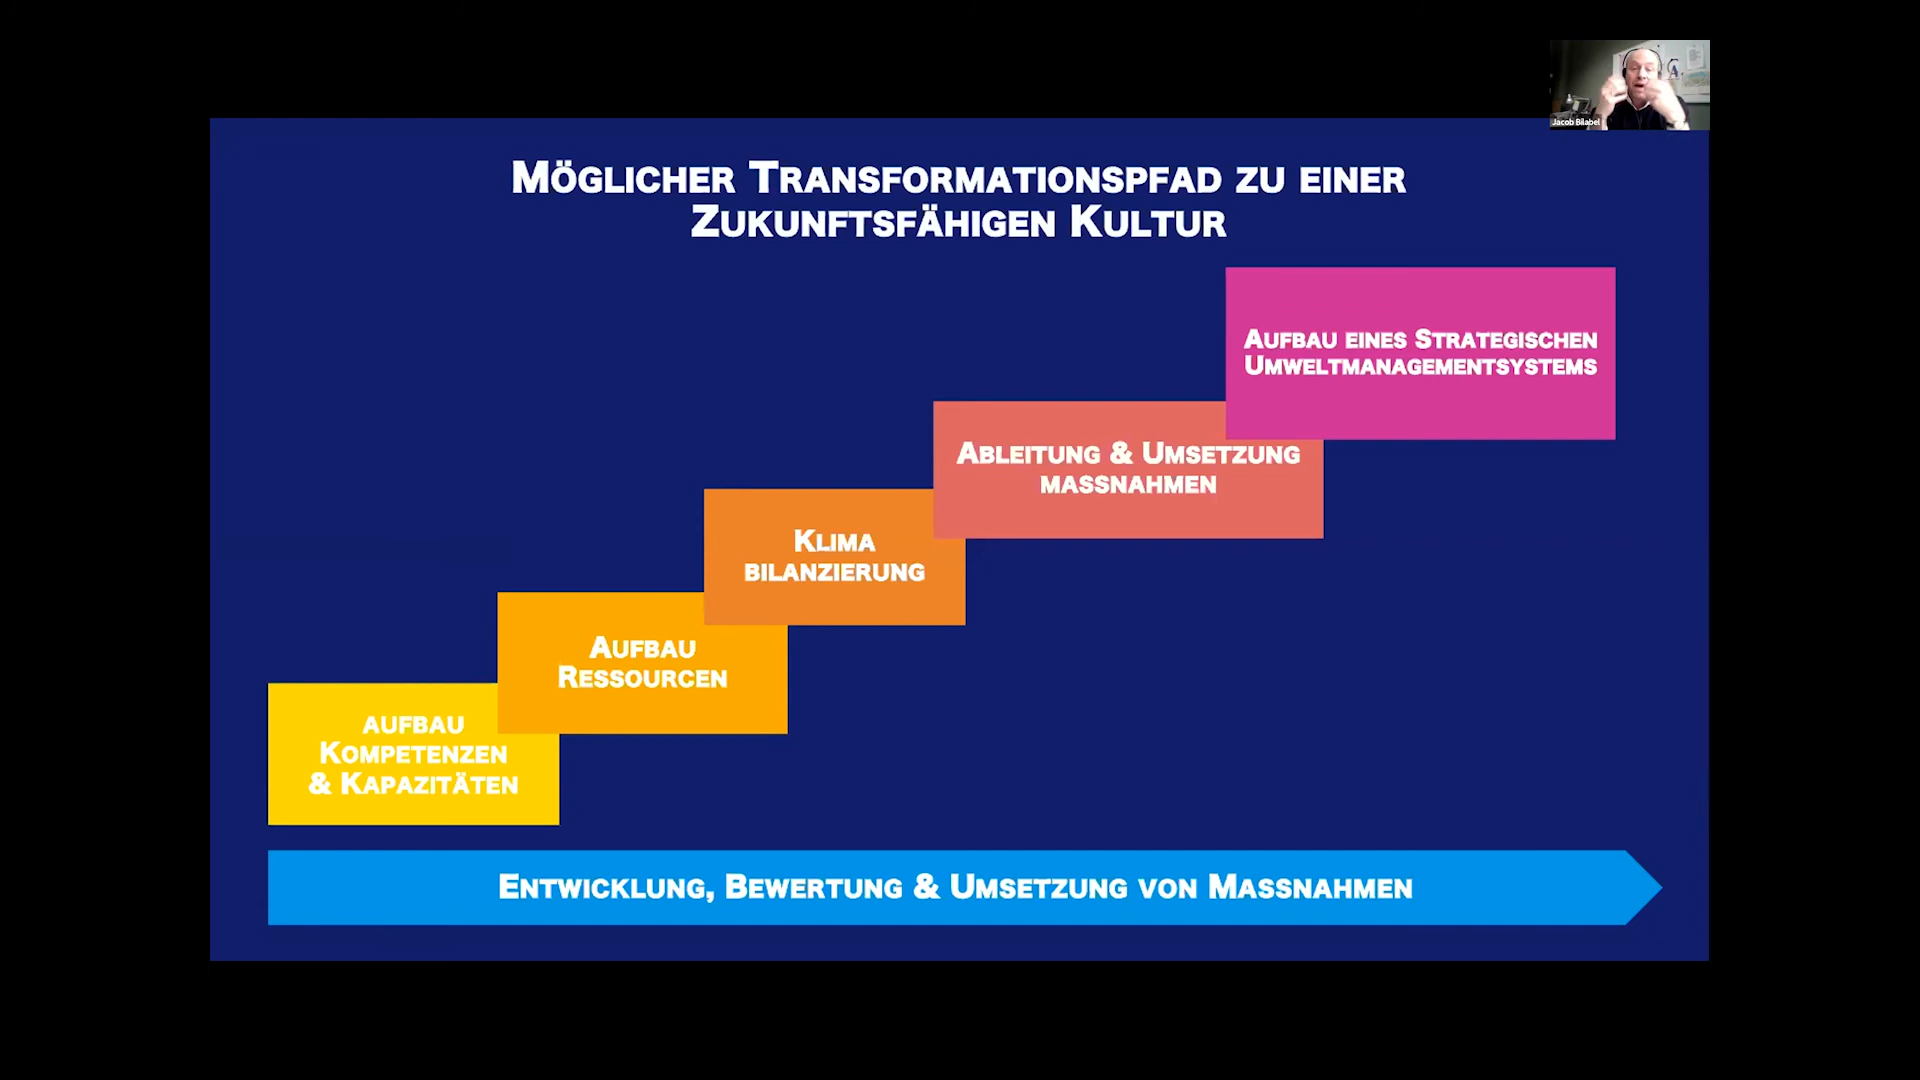 Jacob Bilabel
MÖGLICHER TRANSFORMATIONSPFAD ZU EINER
ZUKUNFTSFÄHIGEN KULTUR
AUFBAU EINES STRATEGISCHEN
UMWELTMANAGEMENTSYSTEMS
ABLEITUNG & UMSETZUNG
MASSNAHMEN
KLIMA
BILANZIERUNG
AUFBAU
RESSOURCEN
AUFBAU
KOMPETENZEN
& KAPAZITÄTEN
ENTWICKLUNG, BEWERTUNG & UMSETZUNG VON MASSNAHMEN